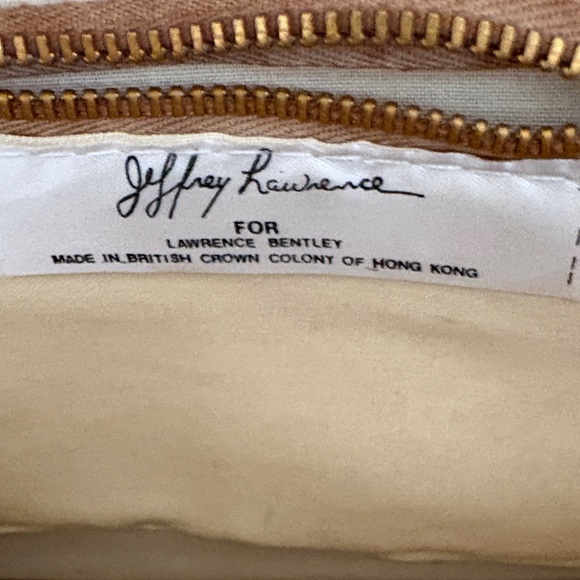 Jeffrey Lawrence
FOR
LAWRENCE BENTLEY
MADE IN BRITISH CROWN COLONY OF HONG KONG